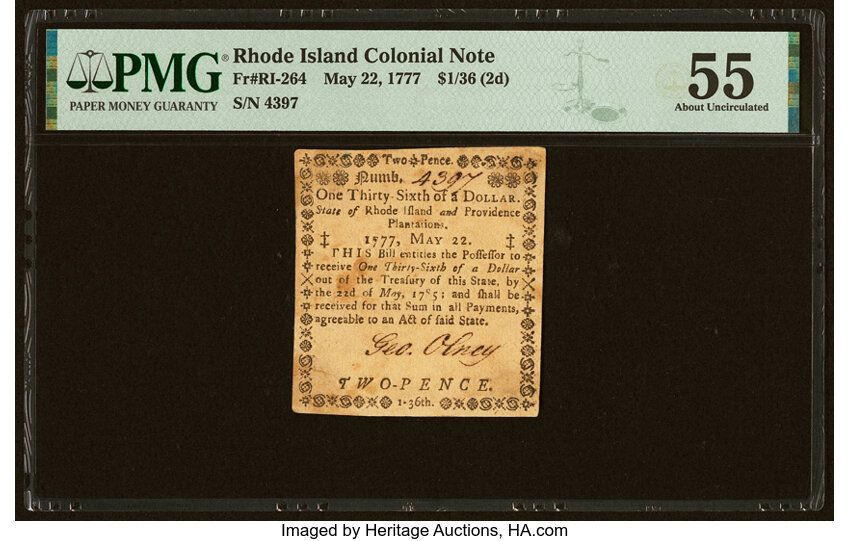 PMG®
PAPER MONEY GUARANTY
Rhode Island Colonial Note
Fr#RI-264 May 22, 1777 $1/36 (2d)
S/N 4397
55
About Uncirculated
Two Pence.
Numb. 4397
One Thirty-Sixth of a DOLLAR.
State of Rhode Iſland and Providence
Plantations.
‡ 1777, MAY 22. ‡
THIS Bill entitles the Poſſeſſor to
receive One Thirty-Sixth of a Dollar
out of the Treaſury of this State, by
the 22d of May, 1785; and ſhall be
received for that Sum in all Payments,
agreeable to an Act of ſaid State.
Geo. Olney
TWO-PENCE.
1-36th.
Imaged by Heritage Auctions, HA.com